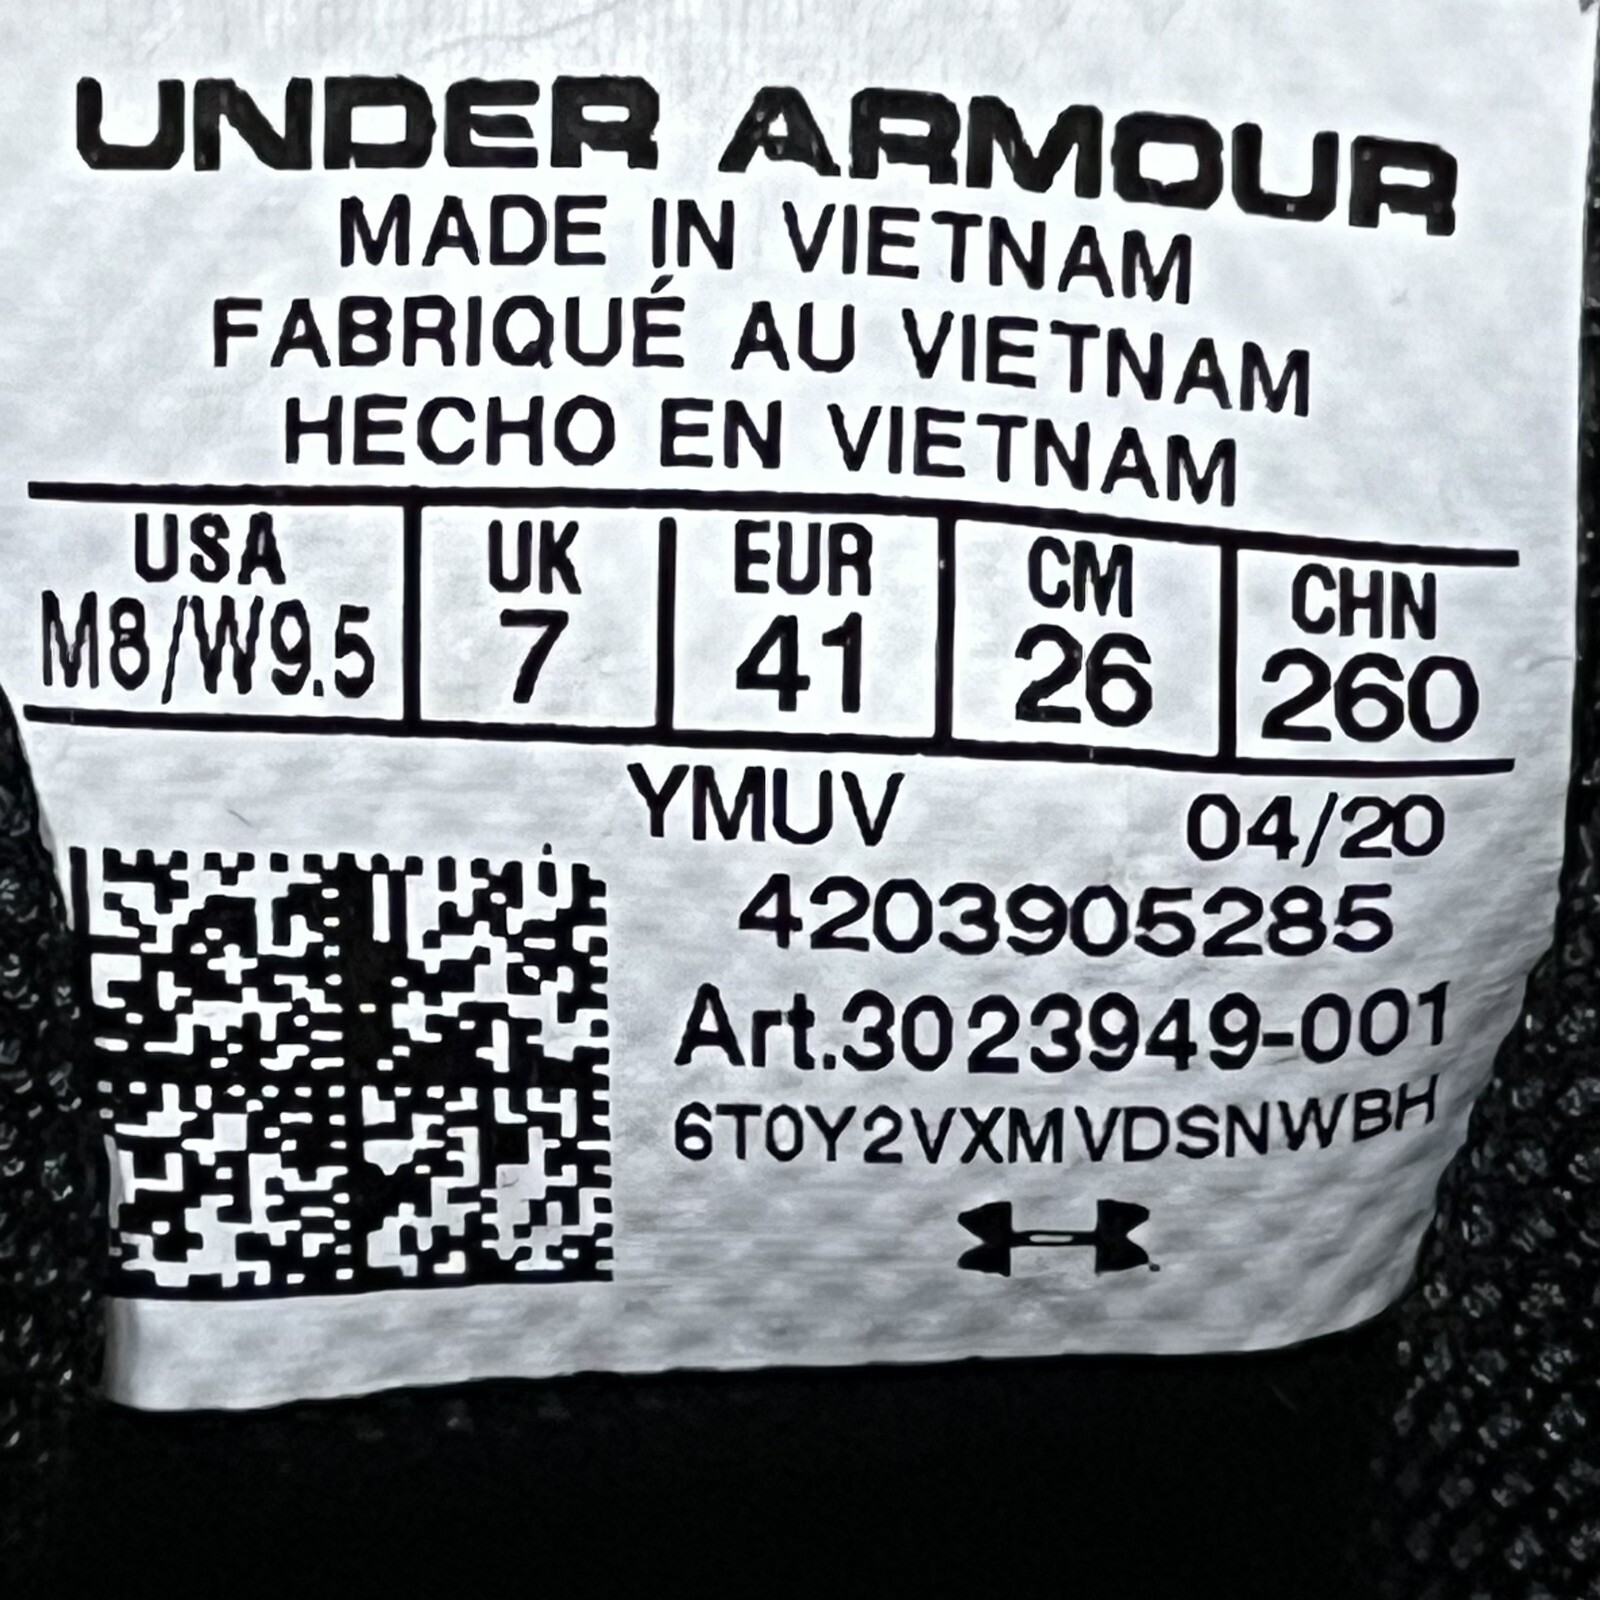 UNDER ARMOUR
MADE IN VIETNAM
FABRIQUÉ AU VIETNAM
HECHO EN VIETNAM
USA UK EUR CM CHN
M8/W9.5 7 41 26 260
YMUV 04/20
4203905285
Art.3023949-001
6T0Y2VXMVDSNWBH